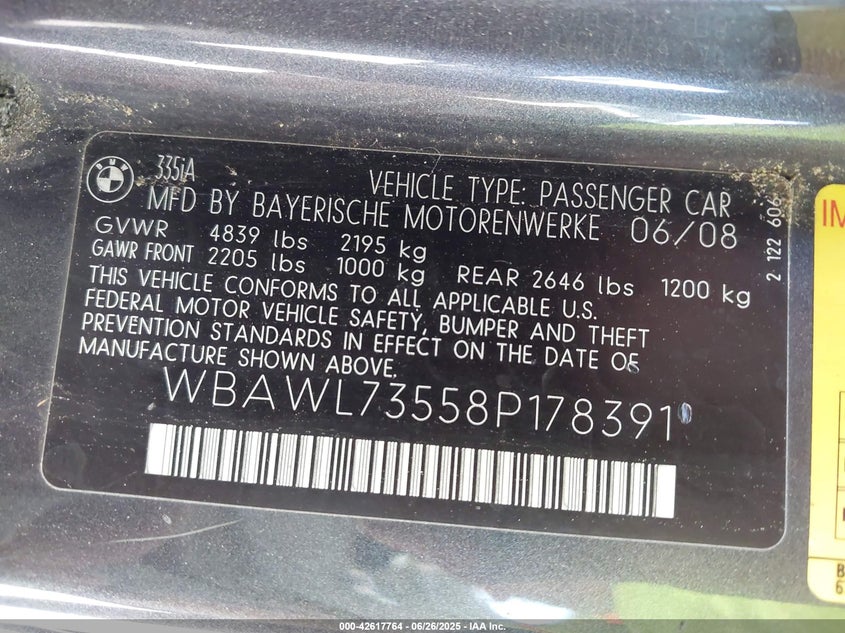 BMW
335iA
VEHICLE TYPE: PASSENGER CAR
MFD BY BAYERISCHE MOTORENWERKE 06/08
GVWR 4839 lbs 2195 kg
GAWR FRONT 2205 lbs 1000 kg REAR 2646 lbs 1200 kg
THIS VEHICLE CONFORMS TO ALL APPLICABLE U.S.
FEDERAL MOTOR VEHICLE SAFETY, BUMPER AND THEFT
PREVENTION STANDARDS IN EFFECT ON THE DATE OF
MANUFACTURE SHOWN ABOVE.
WBAWL73558P178391
2 122 606
IM
B
6
000-42617764 - 06/26/2025 - IAA Inc.